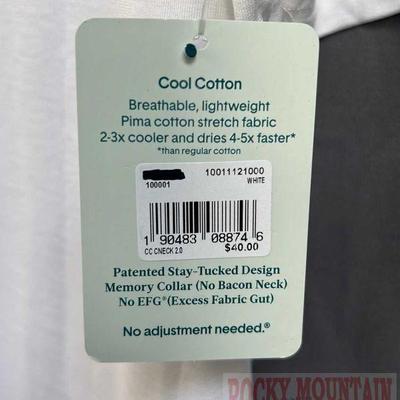 Cool Cotton
Breathable, lightweight
Pima cotton stretch fabric
2-3x cooler and dries 4-5x faster*
*than regular cotton
10011121000
100001
WHITE
1 90483 08874 6
CC CNECK 2.0
$40.00
Patented Stay-Tucked Design
Memory Collar (No Bacon Neck)
No EFG®(Excess Fabric Gut)
No adjustment needed.®
ROCKY MOUNTAIN